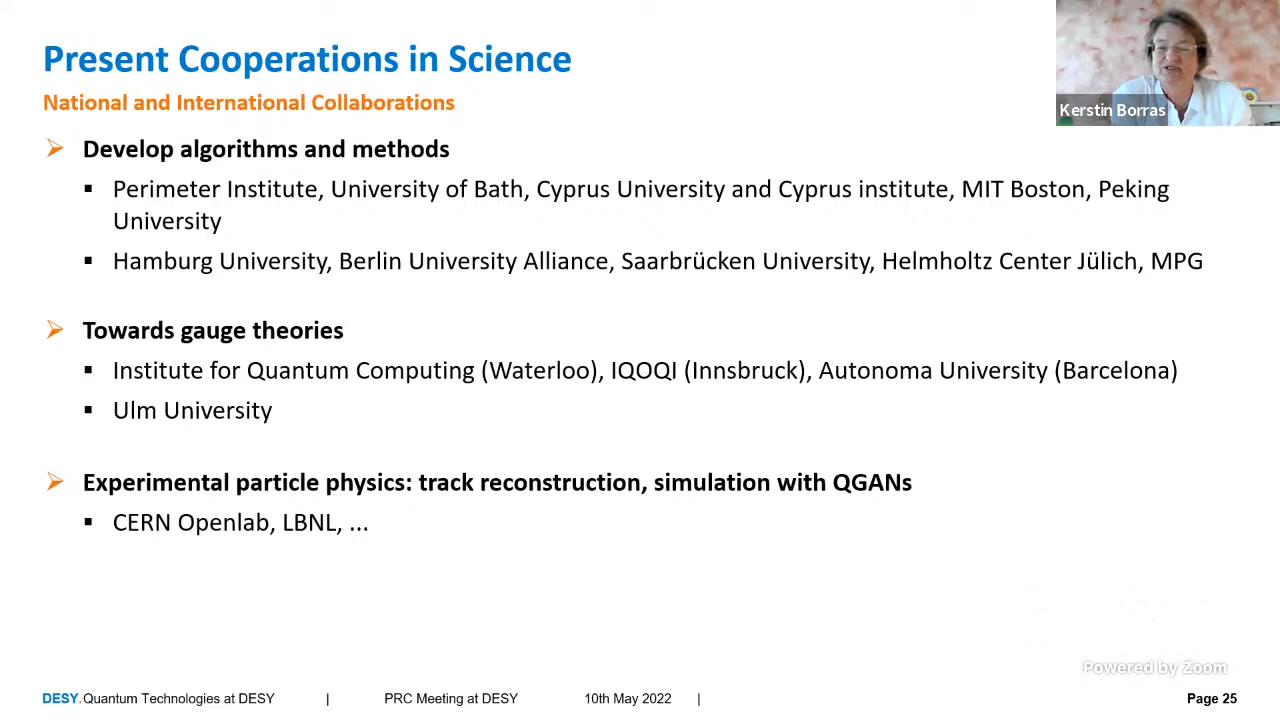 Present Cooperations in Science
National and International Collaborations
Kerstin Borras
Develop algorithms and methods
Perimeter Institute, University of Bath, Cyprus University and Cyprus institute, MIT Boston, Peking
University
Hamburg University, Berlin University Alliance, Saarbrücken University, Helmholtz Center Jülich, MPG
Towards gauge theories
Institute for Quantum Computing (Waterloo), IQOQI (Innsbruck), Autonoma University (Barcelona)
Ulm University
Experimental particle physics: track reconstruction, simulation with QGANs
CERN Openlab, LBNL, ...
Powered by Zoom
DESY. Quantum Technologies at DESY | PRC Meeting at DESY 10th May 2022 | Page 25